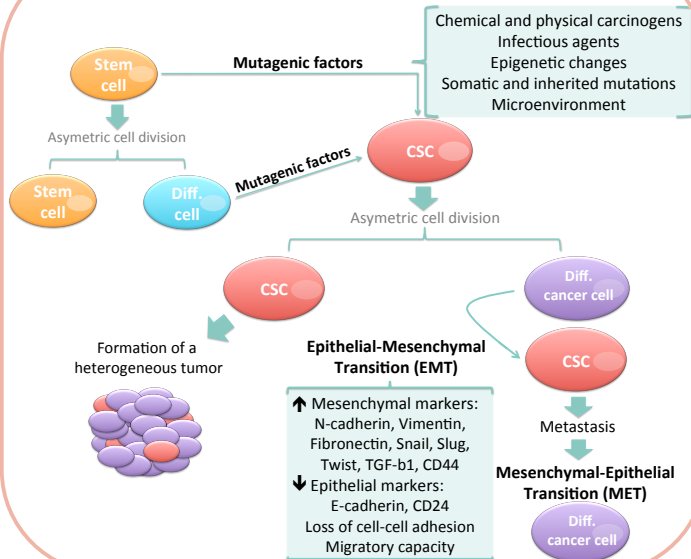 Chemical and physical carcinogens
Infectious agents
Epigenetic changes
Somatic and inherited mutations
Microenvironment
Stem
cell
Mutagenic factors
Asymetric cell division
CSC
Mutagenic factors
Stem
cell
Diff.
cell
Asymetric cell division
CSC
Diff.
cancer cell
Formation of a
heterogeneous tumor
Epithelial-Mesenchymal
Transition (EMT)
Mesenchymal markers:
N-cadherin, Vimentin,
Fibronectin, Snail, Slug,
Twist, TGF-b1, CD44
Epithelial markers:
E-cadherin, CD24
Loss of cell-cell adhesion
Migratory capacity
CSC
Metastasis
Mesenchymal-Epithelial
Transition (MET)
Diff.
cancer cell